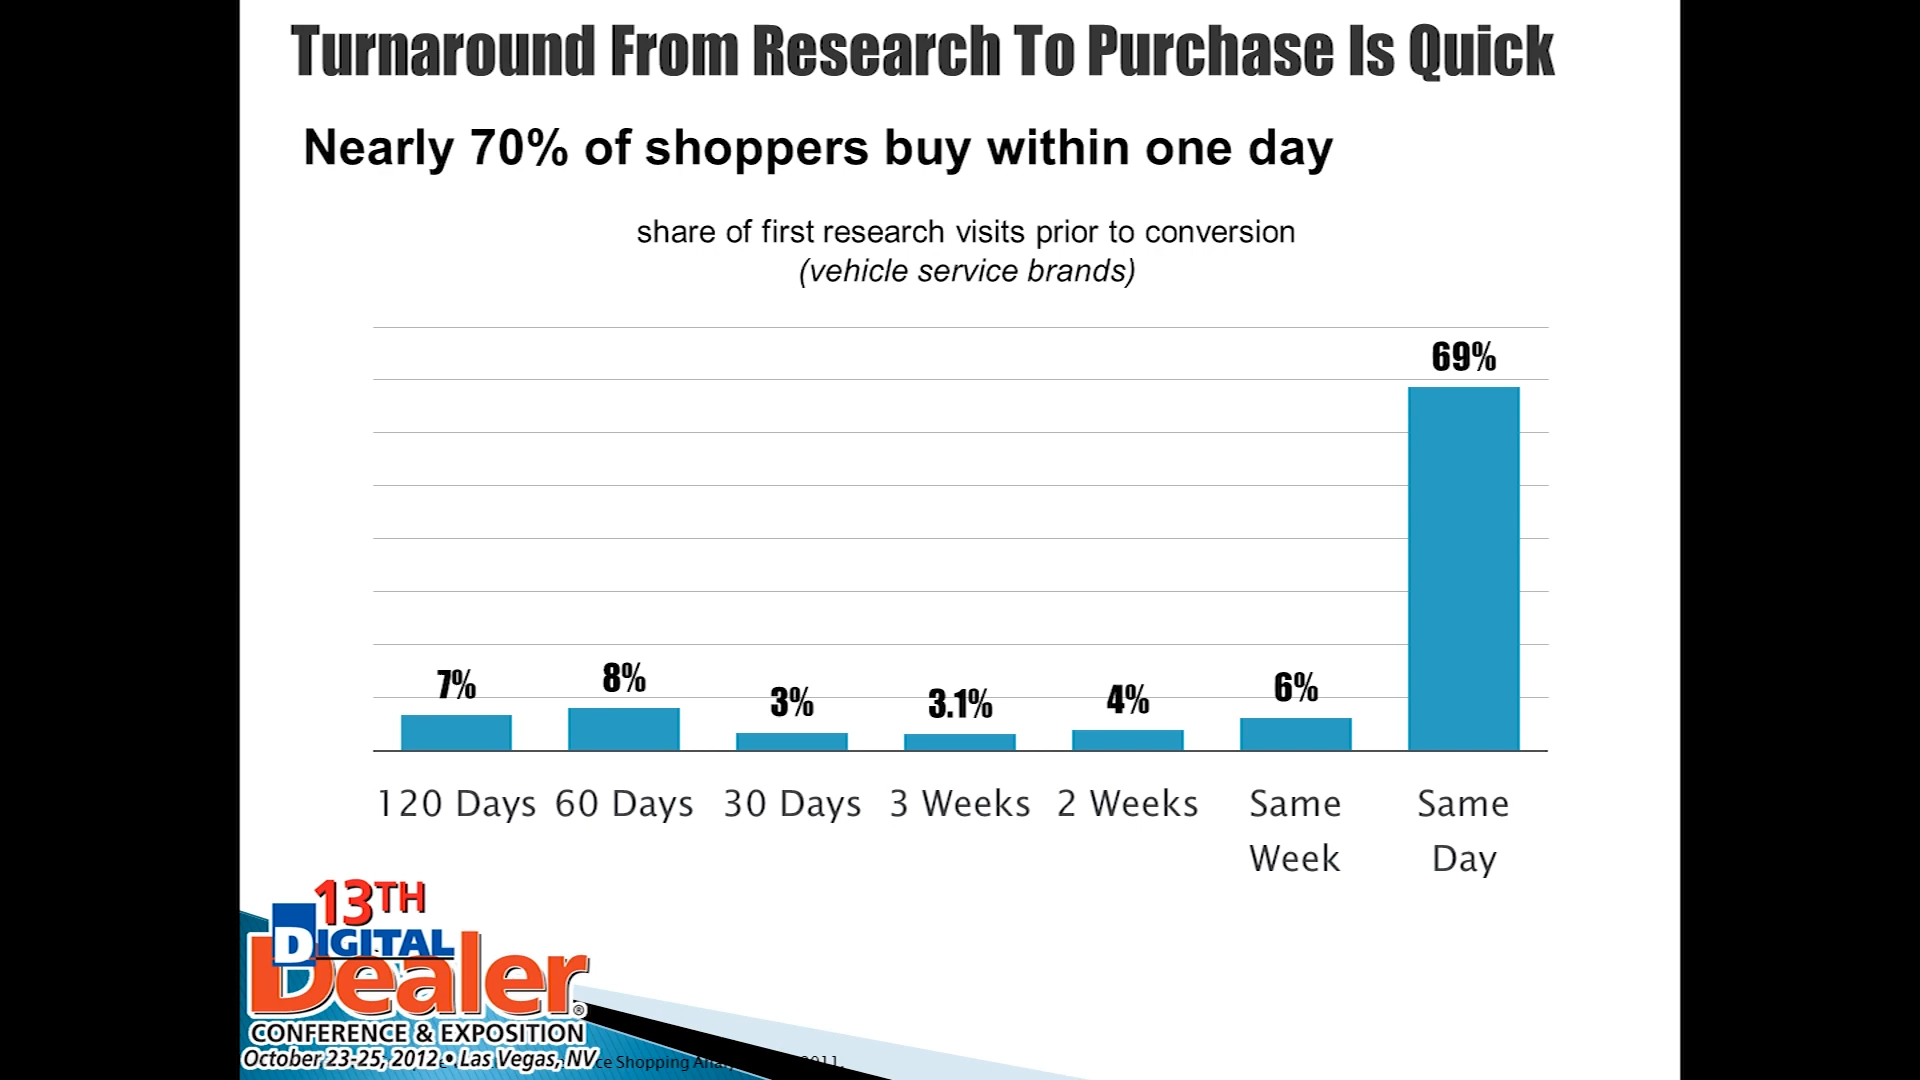 Turnaround From Research To Purchase Is Quick
Nearly 70% of shoppers buy within one day
share of first research visits prior to conversion
(vehicle service brands)
69%
7%
8%
3%
3.1%
4%
6%
120 Days
60 Days
30 Days
3 Weeks
2 Weeks
Same
Week
Same
Day
13TH
DIGITAL
Dealer®
CONFERENCE & EXPOSITION
October 23-25, 2012 • Las Vegas, NV
Shopping